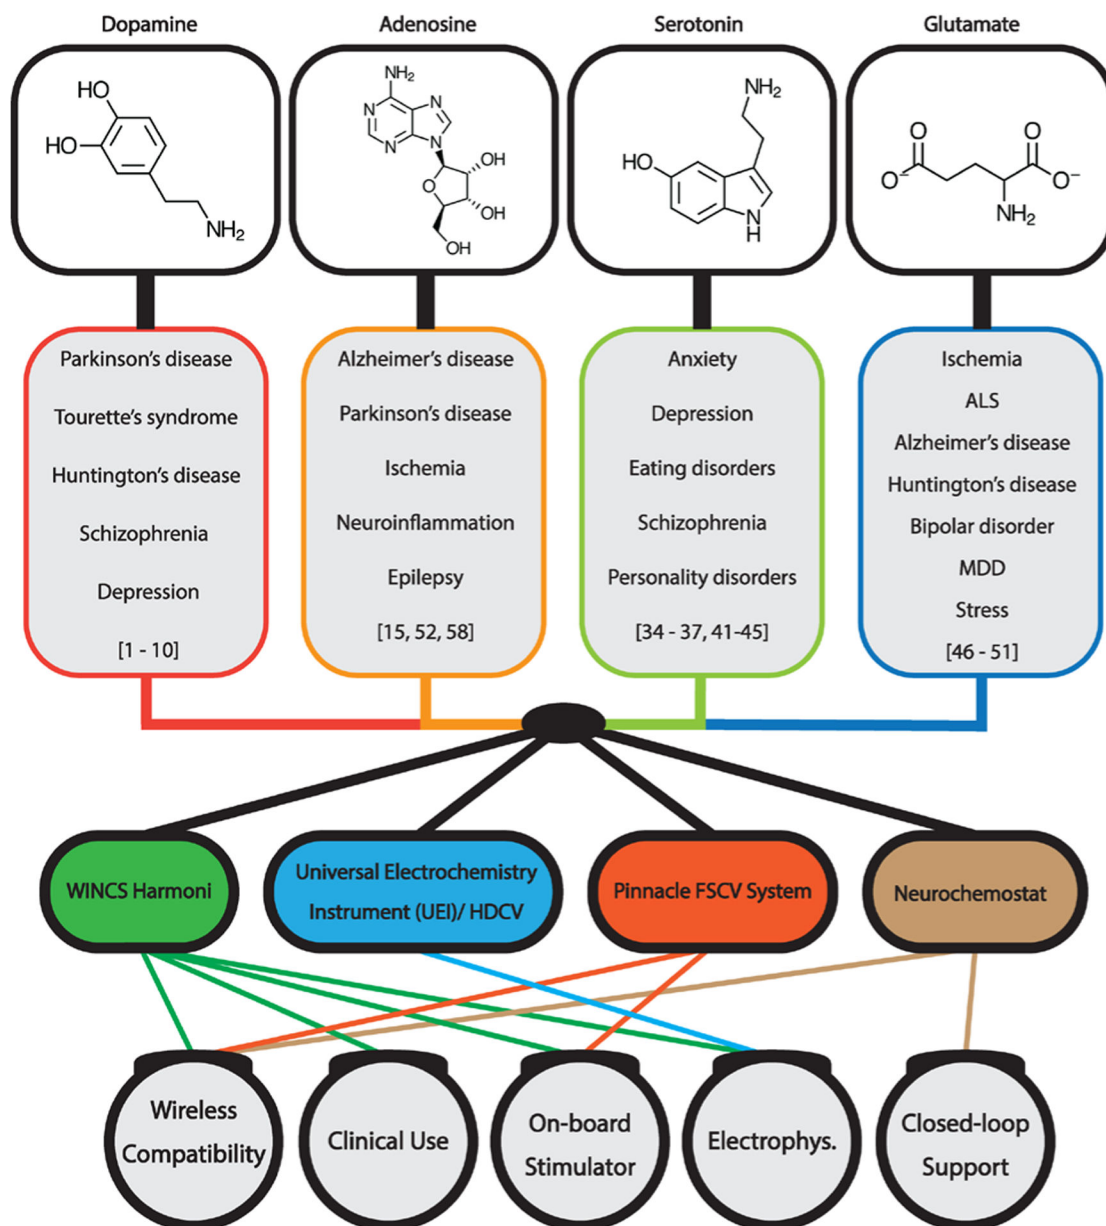 Dopamine
Adenosine
Serotonin
Glutamate
HO
HO
NH₂
NH₂
N
N
N
N
OH
O
OH
OH
NH₂
HO
N
H
O
O
O⁻
O⁻
NH₂
Parkinson's disease
Tourette's syndrome
Huntington's disease
Schizophrenia
Depression
[1 - 10]
Alzheimer's disease
Parkinson's disease
Ischemia
Neuroinflammation
Epilepsy
[15, 52, 58]
Anxiety
Depression
Eating disorders
Schizophrenia
Personality disorders
[34 - 37, 41-45]
Ischemia
ALS
Alzheimer's disease
Huntington's disease
Bipolar disorder
MDD
Stress
[46 - 51]
WINCS Harmoni
Universal Electrochemistry
Instrument (UEI)/ HDCV
Pinnacle FSCV System
Neurochemostat
Wireless
Compatibility
Clinical Use
On-board
Stimulator
Electrophys.
Closed-loop
Support